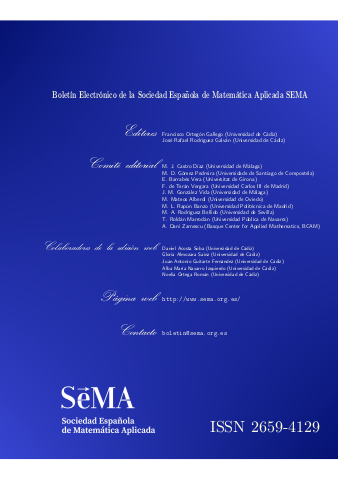 Boletín Electrónico de la Sociedad Española de Matemática Aplicada SEMA
Editores Francisco Ortegón Gallego (Universidad de Cádiz)
José Rafael Rodríguez Galván (Universidad de Cádiz)
Comité editorial M. J. Castro Díaz (Universidad de Málaga)
M. D. Gómez Pedreira (Universidade de Santiago de Compostela)
E. Barrabés Vera (Universitat de Girona)
F. de Terán Vergara (Universidad Carlos III de Madrid)
J. M. González Vida (Universidad de Málaga)
M. Mateos Alberdi (Universidad de Oviedo)
M. L. Rapún Banzo (Universidad Politécnica de Madrid)
M. A. Rodríguez Bellido (Universidad de Sevilla)
T. Roldán Marrodán (Universidad Pública de Navarra)
A. Dani Zarnescu (Basque Center for Applied Mathematics, BCAM)
Colaboradores de la edición web Daniel Acosta Soba (Universidad de Cádiz)
Gloria Almozara Sáinz (Universidad de Cádiz)
Juan Antonio Guitarte Fernández (Universidad de Cádiz)
Alba María Navarro Izquierdo (Universidad de Cádiz)
Noelia Ortega Román (Universidad de Cádiz)
Página web http://www.sema.org.es/
Contacto boletin@sema.org.es
SēMA
Sociedad Española
de Matemática Aplicada
ISSN 2659-4129